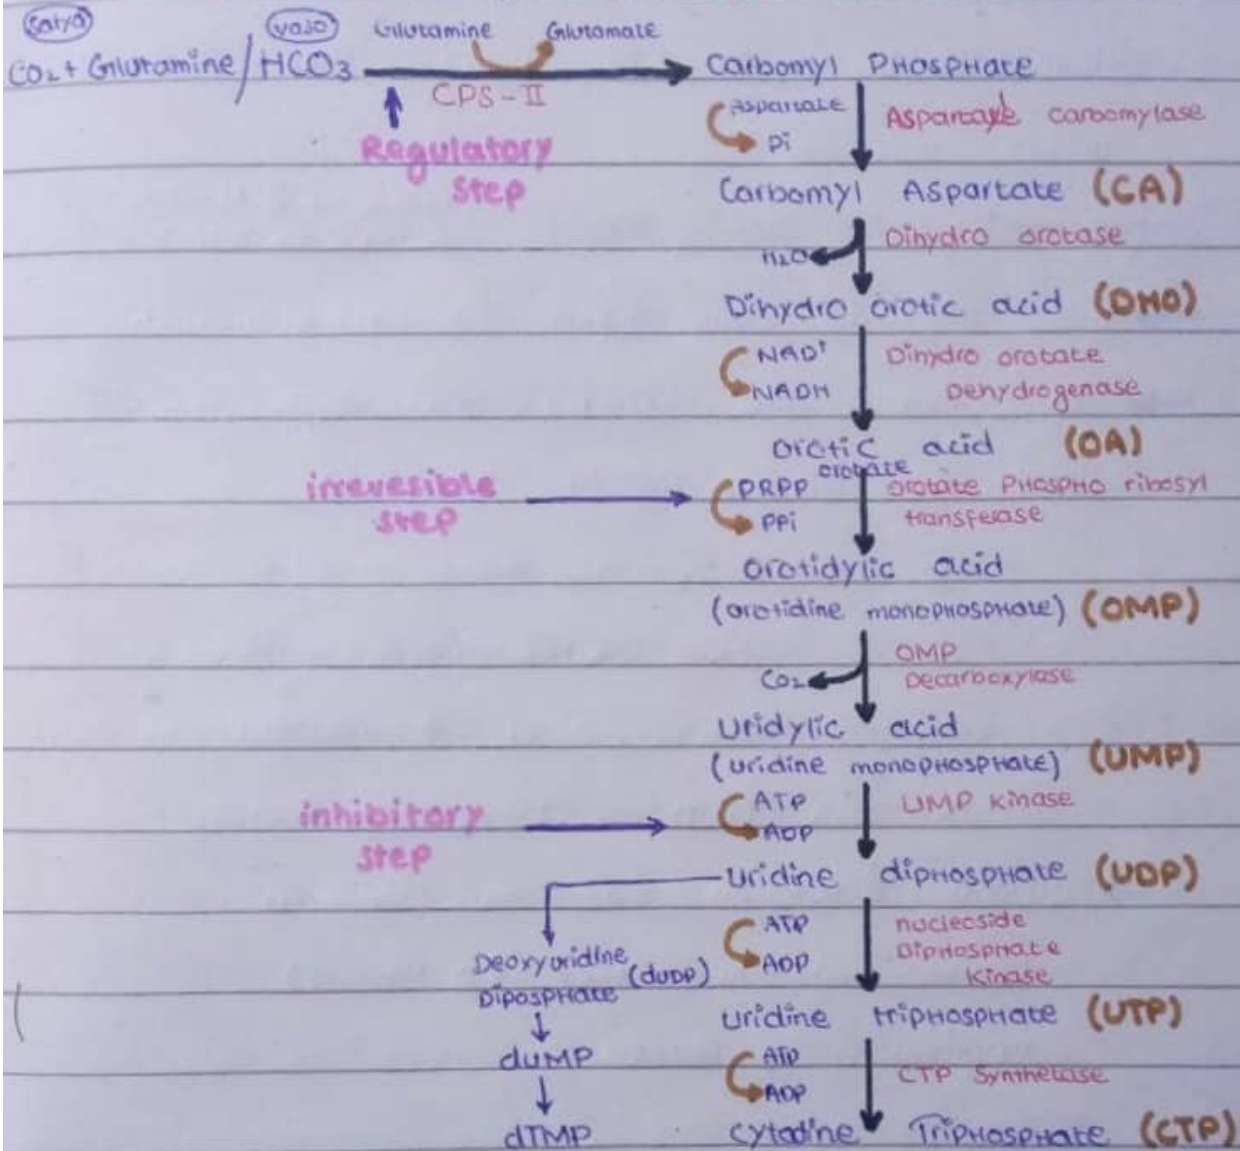 Satya
Vaso
Glutamine Glutamate
CO₂ + Glutamine / HCO₃ Carbomyl PHosphate
CPS-II
Regulatory
Step
Aspartate
Pi
Aspartate carbomylase
Carbomyl Aspartate (CA)
H₂O
Dihydro orotase
Dihydro orotic acid (DHO)
NAD⁺
NADH
Dihydro orotate
Dehydrogenase
orotic acid (OA)
orotate
irrevesible
step
PRPP
PPi
orotate PHosPHo ribosyl
transferase
orotidylic acid
(orotidine monopHospHate) (OMP)
CO₂
OMP
Decarboxylase
Uridylic acid
(uridine monopHospHate) (UMP)
ATP
ADP
UMP kinase
inhibitory
step
uridine dipHospHate (UDP)
ATP
ADP
nucleoside
DipHospHate
Kinase
Deoxyuridine
DipospHate
(dUDP)
uridine tripHospHate (UTP)
dUMP
ATP
ADP
CTP Synthetase
dTMP
cytodine TripHospHate (CTP)